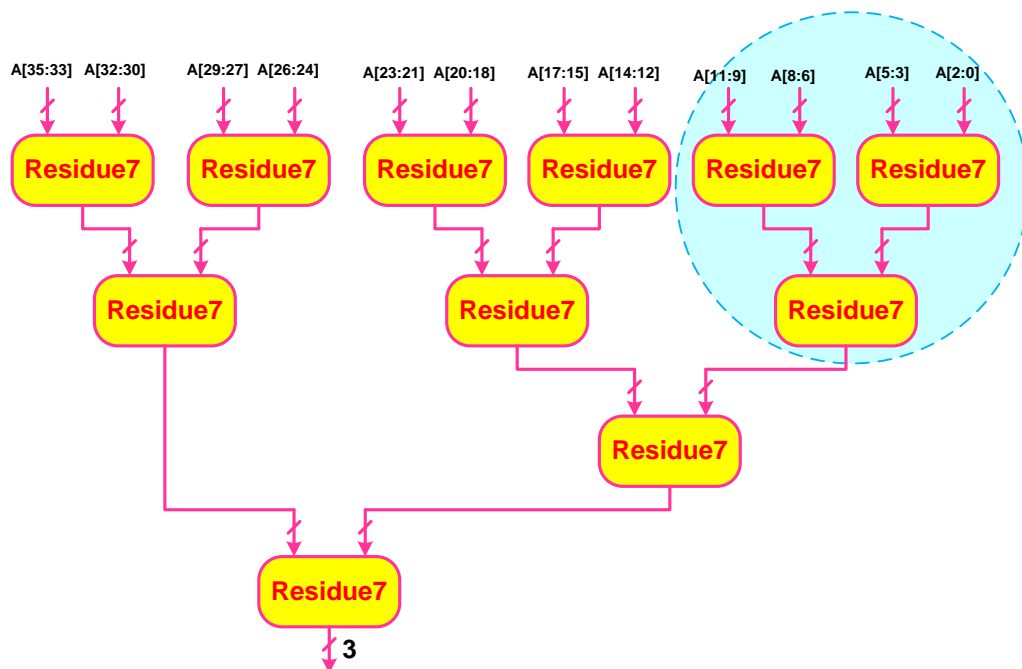 A[35:33] A[32:30] A[29:27] A[26:24] A[23:21] A[20:18] A[17:15] A[14:12] A[11:9] A[8:6] A[5:3] A[2:0]
Residue7 Residue7 Residue7 Residue7 Residue7 Residue7
Residue7 Residue7 Residue7
Residue7
Residue7
3